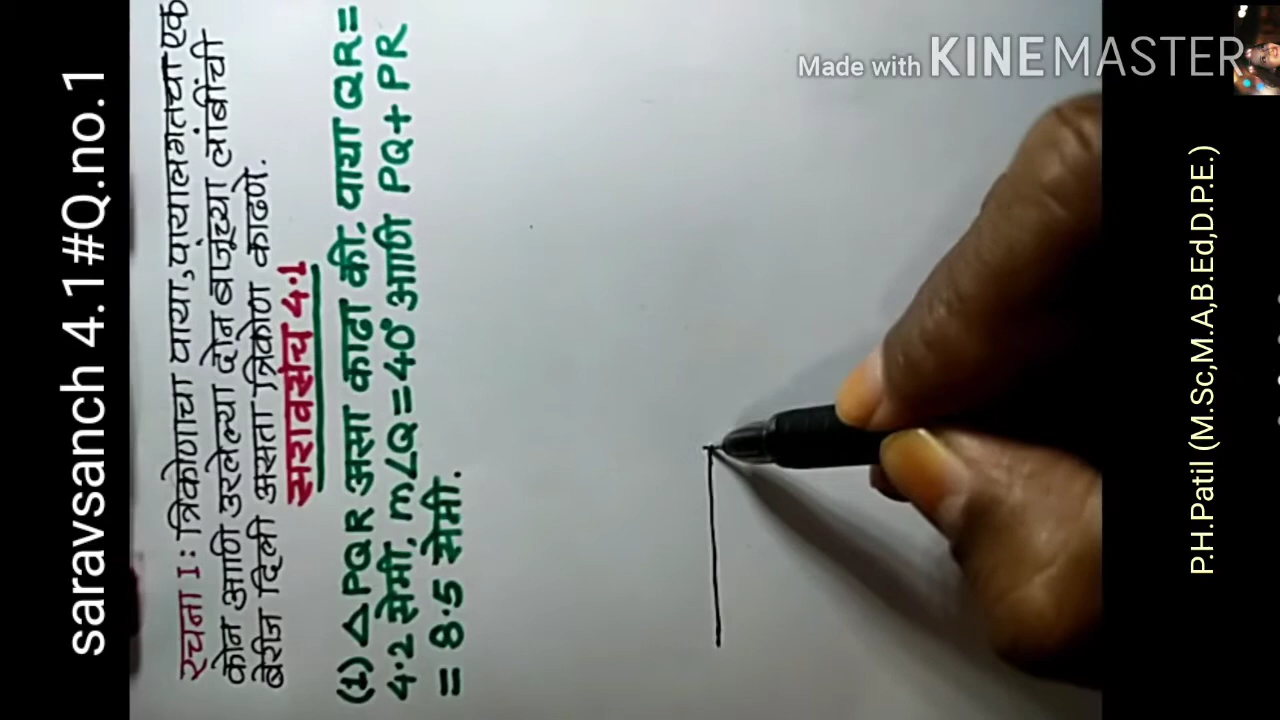 saravsanch 4.1#Q.no.1
रचना I : त्रिकोणाचा पाया, पायालगतचा एक
कोन आणि उरलेल्या दोन बाजूंच्या लांबींची
बेरीज दिली असता त्रिकोण काढणे.
सरावसंच 4.1
(1) △PQR असा काढा की, पाया QR=
4.2 सेमी, m∠Q=40° आणि PQ+ PR
= 8.5 सेमी.
Made with KINEMASTER
P.H.Patil (M.Sc,M.A,B.Ed,D.P.E.)